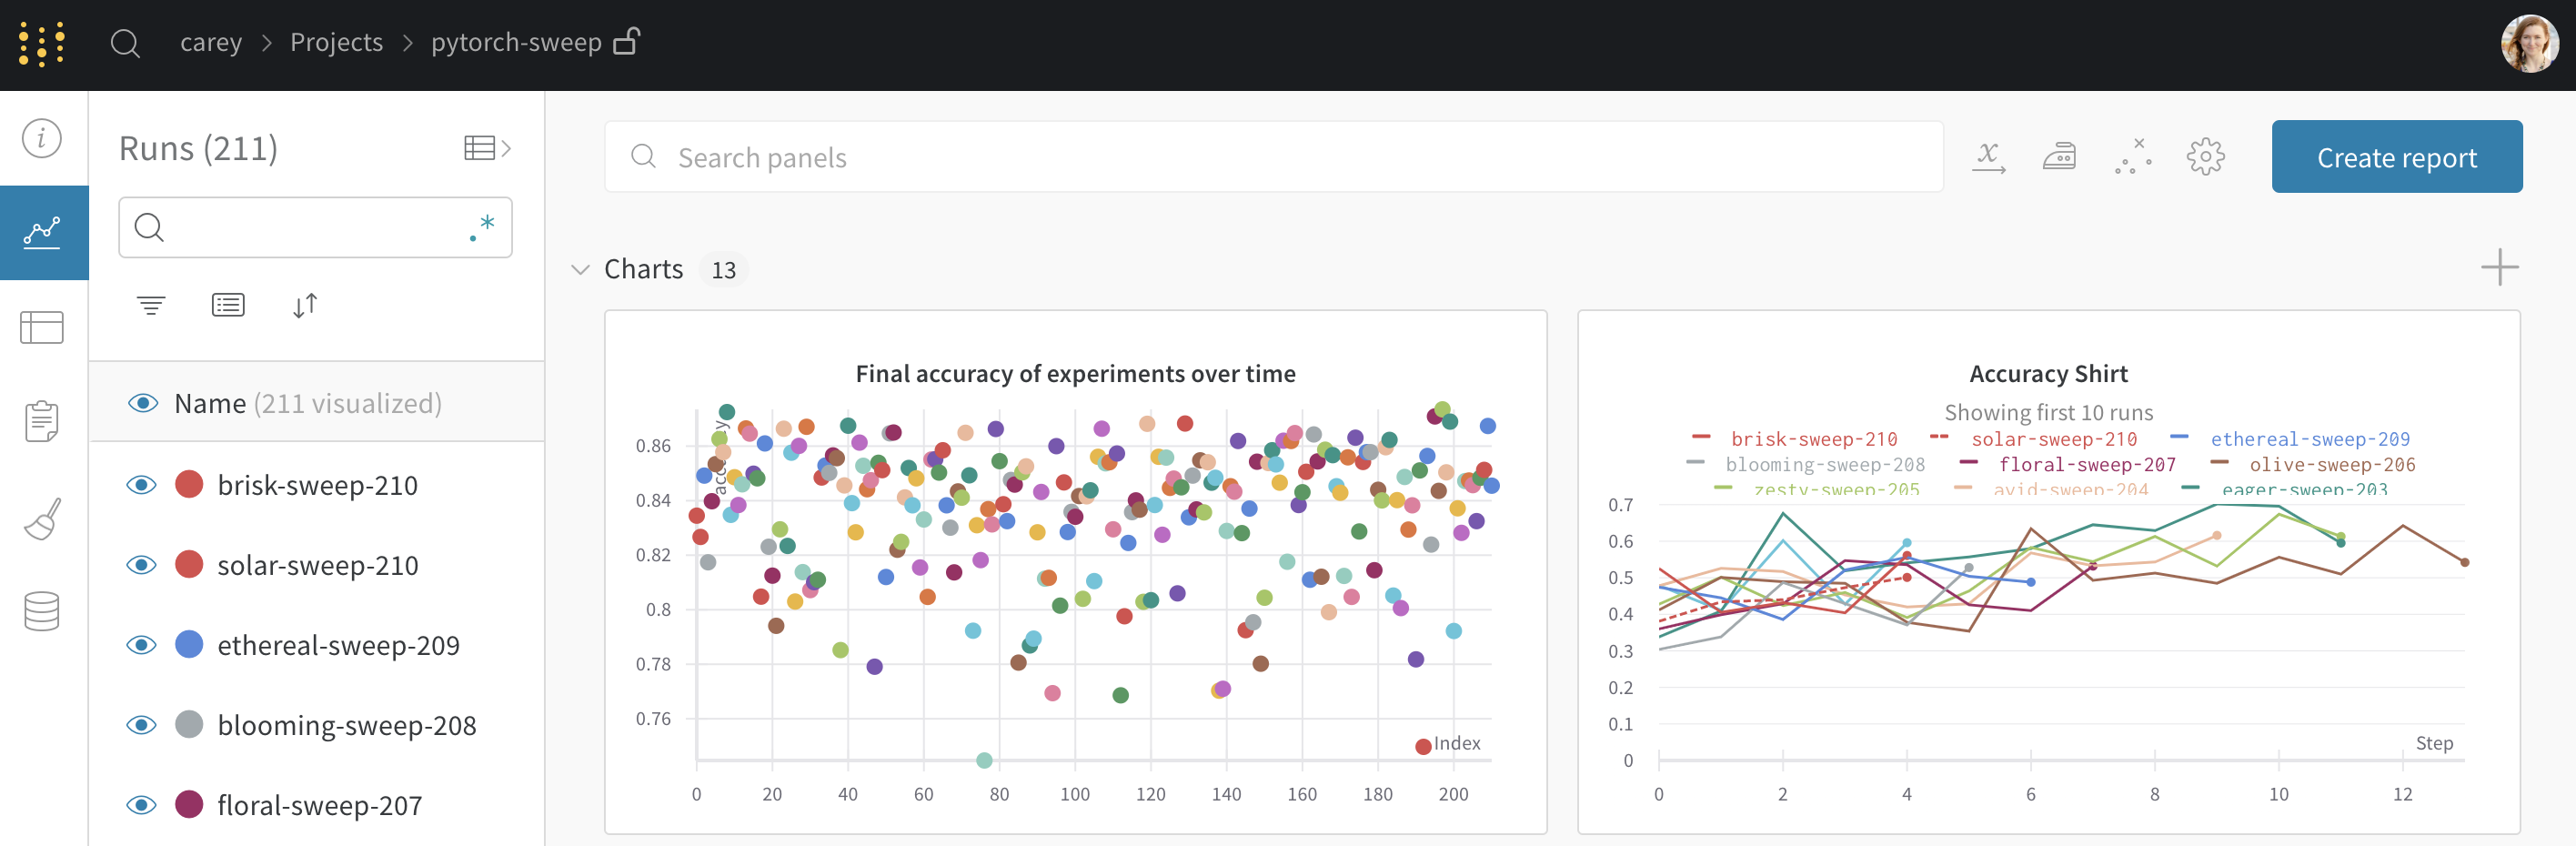 carey > Projects > pytorch-sweep
Runs (211)
.*
Name (211 visualized)
brisk-sweep-210
solar-sweep-210
ethereal-sweep-209
blooming-sweep-208
floral-sweep-207
Search panels
Create report
Charts 13
Final accuracy of experiments over time
0.86
0.84
0.82
0.8
0.78
0.76
Index
0 20 40 60 80 100 120 140 160 180 200
Accuracy Shirt
Showing first 10 runs
brisk-sweep-210 solar-sweep-210 ethereal-sweep-209
blooming-sweep-208 floral-sweep-207 olive-sweep-206
zesty-sweep-205 avid-sweep-204 eager-sweep-203
0.7
0.6
0.5
0.4
0.3
0.2
0.1
0
Step
0 2 4 6 8 10 12